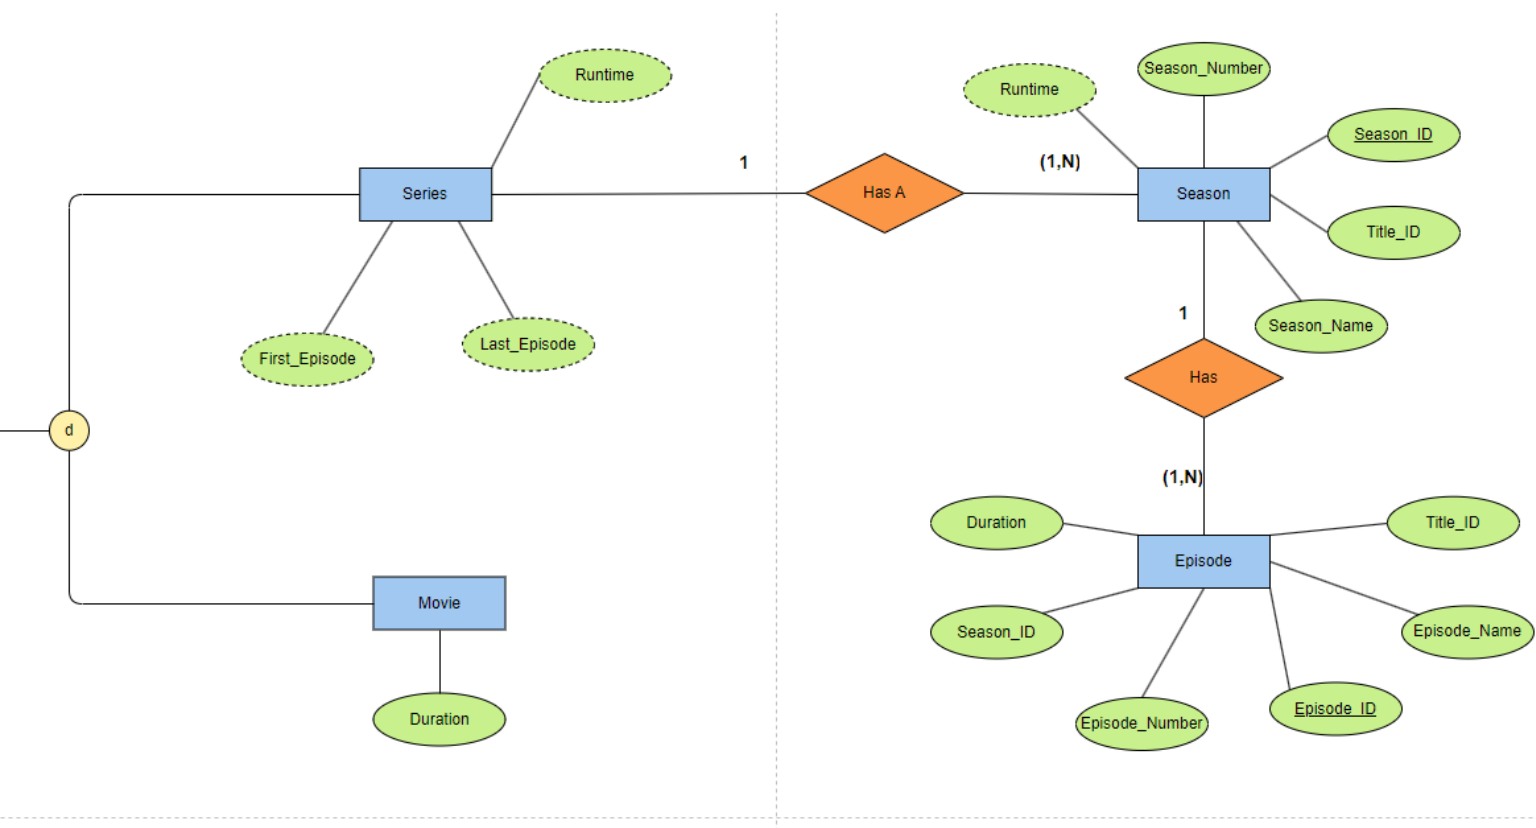 Runtime
Series
First_Episode
Last_Episode
1
Has A
(1,N)
Runtime
Season_Number
Season_ID
Season
Title_ID
Season_Name
1
Has
(1,N)
d
Movie
Duration
Duration
Title_ID
Episode
Season_ID
Episode_Name
Episode_Number
Episode_ID